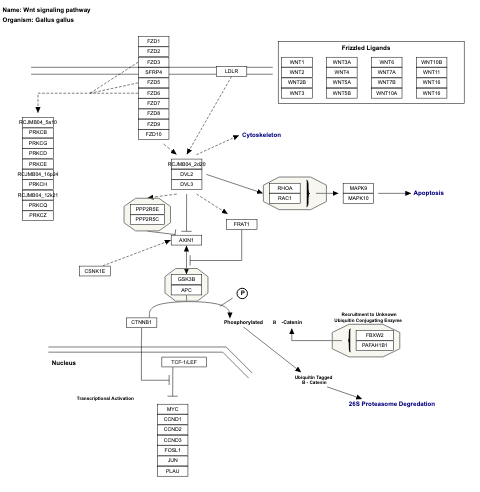 Name: Wnt signaling pathway
Organism: Gallus gallus
FZD1
FZD2
FZD3
SFRP4
FZD5
FZD6
FZD7
FZD8
FZD9
FZD10
LDLR
Frizzled Ligands
WNT1 WNT3A WNT6 WNT10B
WNT2 WNT4 WNT7A WNT11
WNT2B WNT5A WNT7B WNT16
WNT3 WNT5B WNT10A WNT16
RCJMB04_5a10
PRKCB
PRKCG
PRKCD
PRKCE
RCJMB04_16p24
PRKCH
RCJMB04_12k21
PRKCQ
PRKCZ
Cytoskeleton
RCJMB04_2d20
DVL2
DVL3
RHOA
RAC1
MAPK9
MAPK10
Apoptosis
PPP2R5E
PPP2R5C
FRAT1
AXIN1
CSNK1E
GSK3B
APC
P
CTNNB1
Phosphorylated B -Catenin
Recruitment to Unknown
Ubiquitin Conjugating Enzyme
FBXW2
PAFAH1B1
Nucleus
TCF-1/LEF
Ubiquitin Tagged
B - Catenin
26S Proteasome Degredation
Transcriptional Activation
MYC
CCND1
CCND2
CCND3
FOSL1
JUN
PLAU